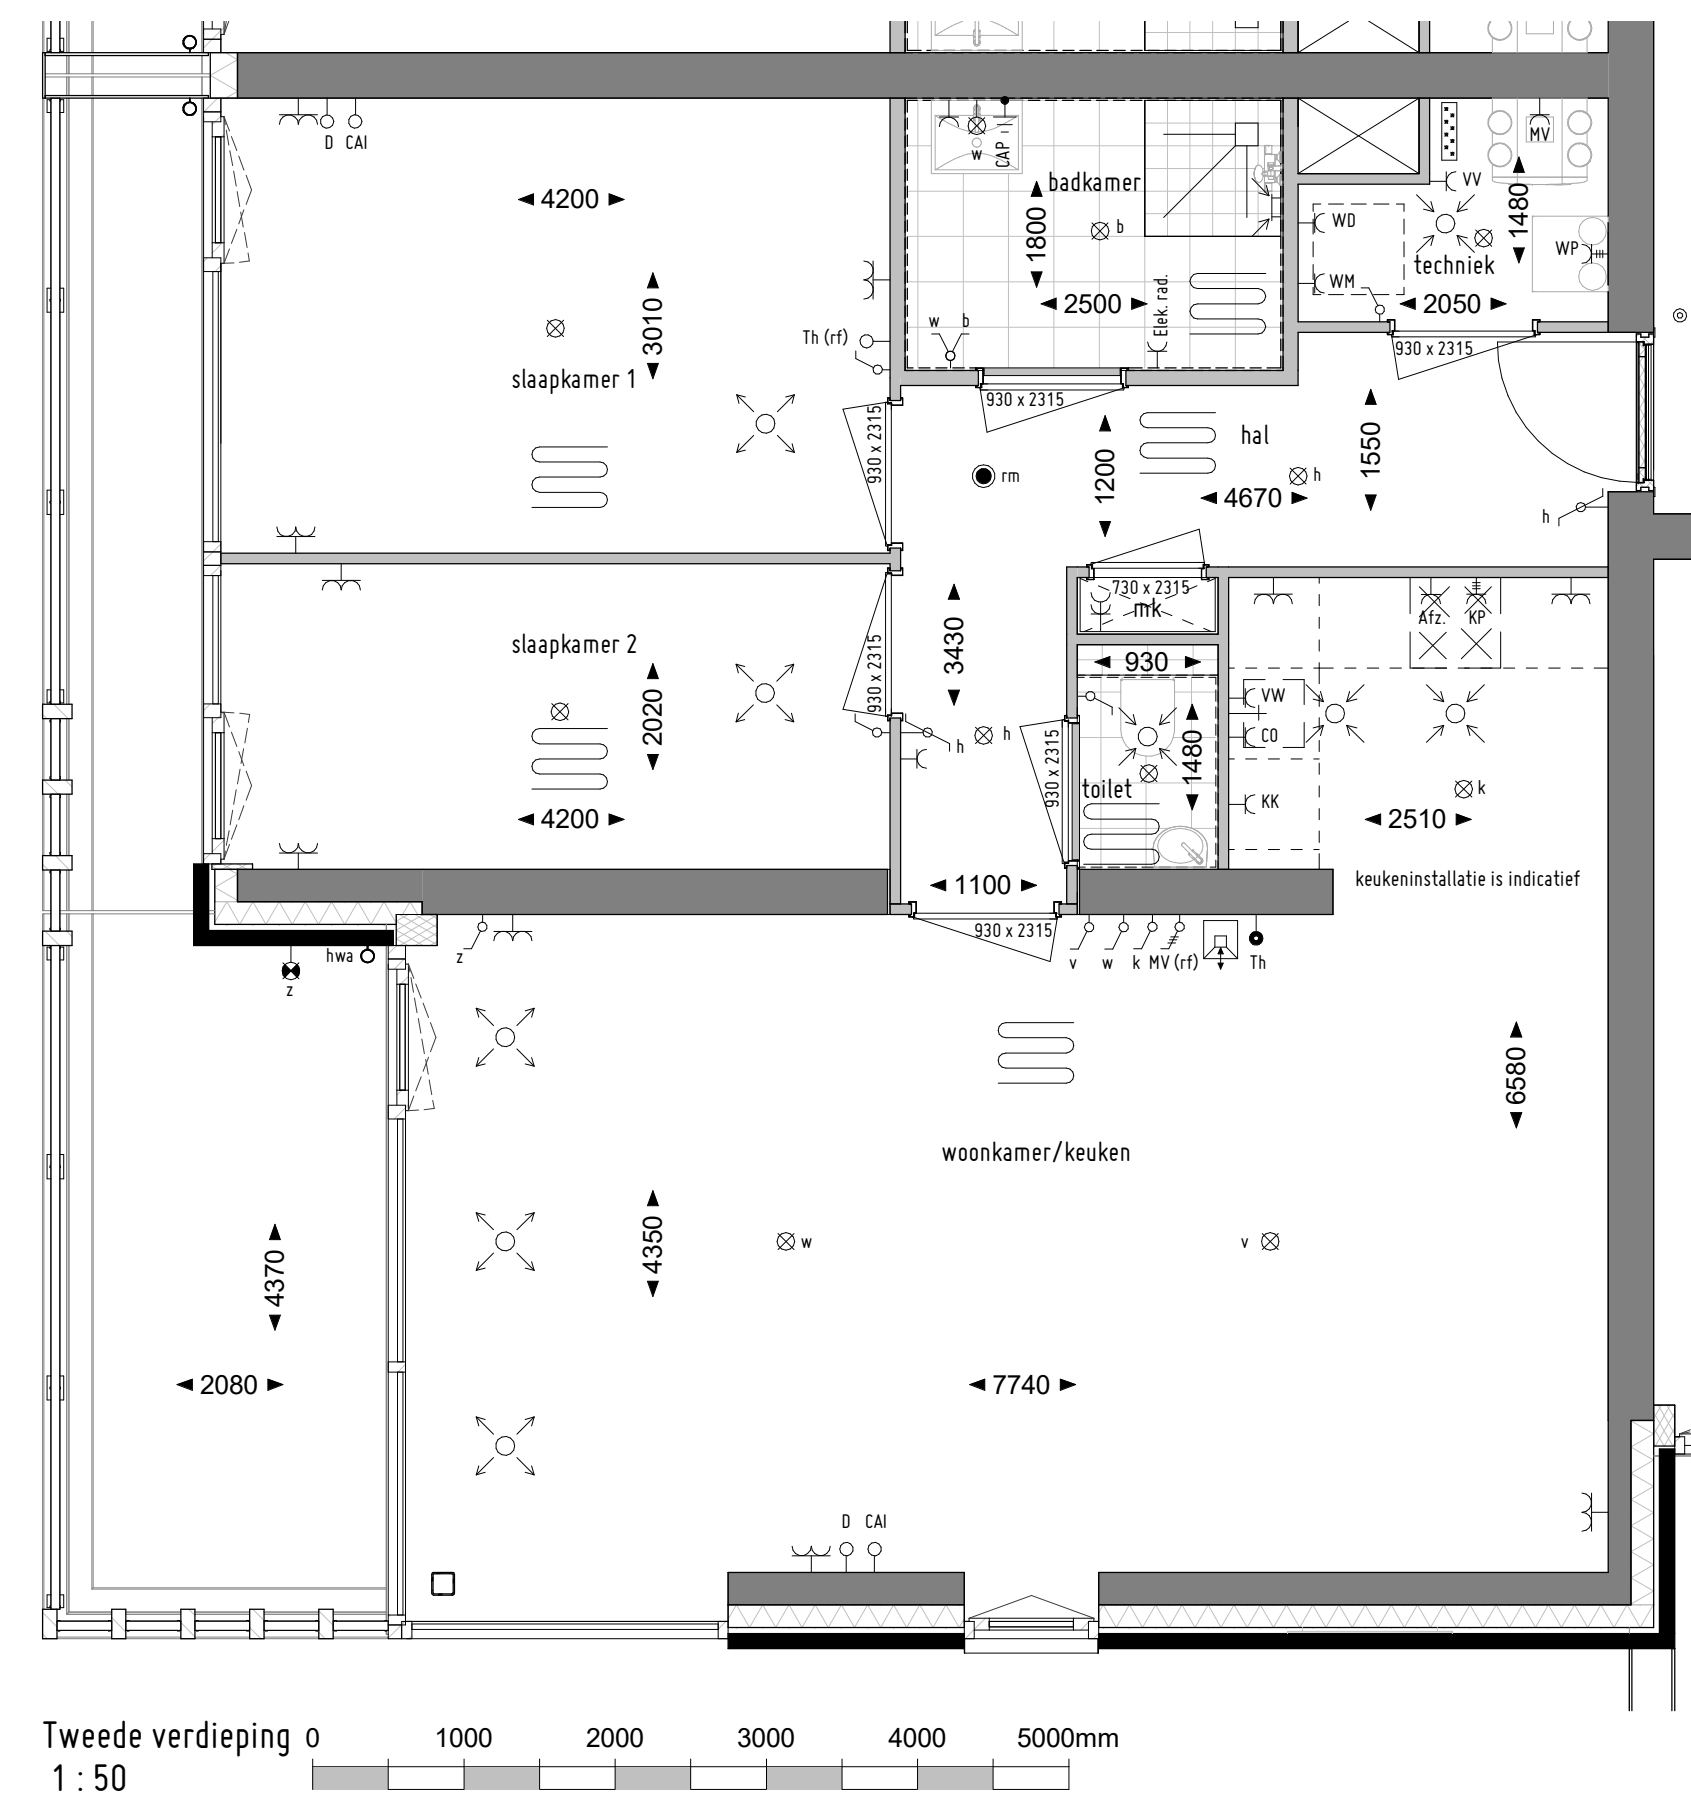 D CAI
w
CAP
MV
badkamer
VV
4200
1800
b
WD
1480
WP
techniek
WM
2050
3010
2500
Elek. rad.
Th (rf)
w b
930 x 2315
slaapkamer 1
930 x 2315
930 x 2315
hal
1200
1550
rm
4670
h
h
730 x 2315
mk
Afz.
KP
slaapkamer 2
3430
930
930 x 2315
2020
VW
h
h
CO
930 x 2315
1480
toilet
k
KK
4200
2510
1100
keukeninstallatie is indicatief
930 x 2315
z
hwa
z
v w k MV (rf)
Th
6580
woonkamer/keuken
4350
w
v
4370
2080
7740
D CAI
Tweede verdieping
1 : 50
0 1000 2000 3000 4000 5000mm